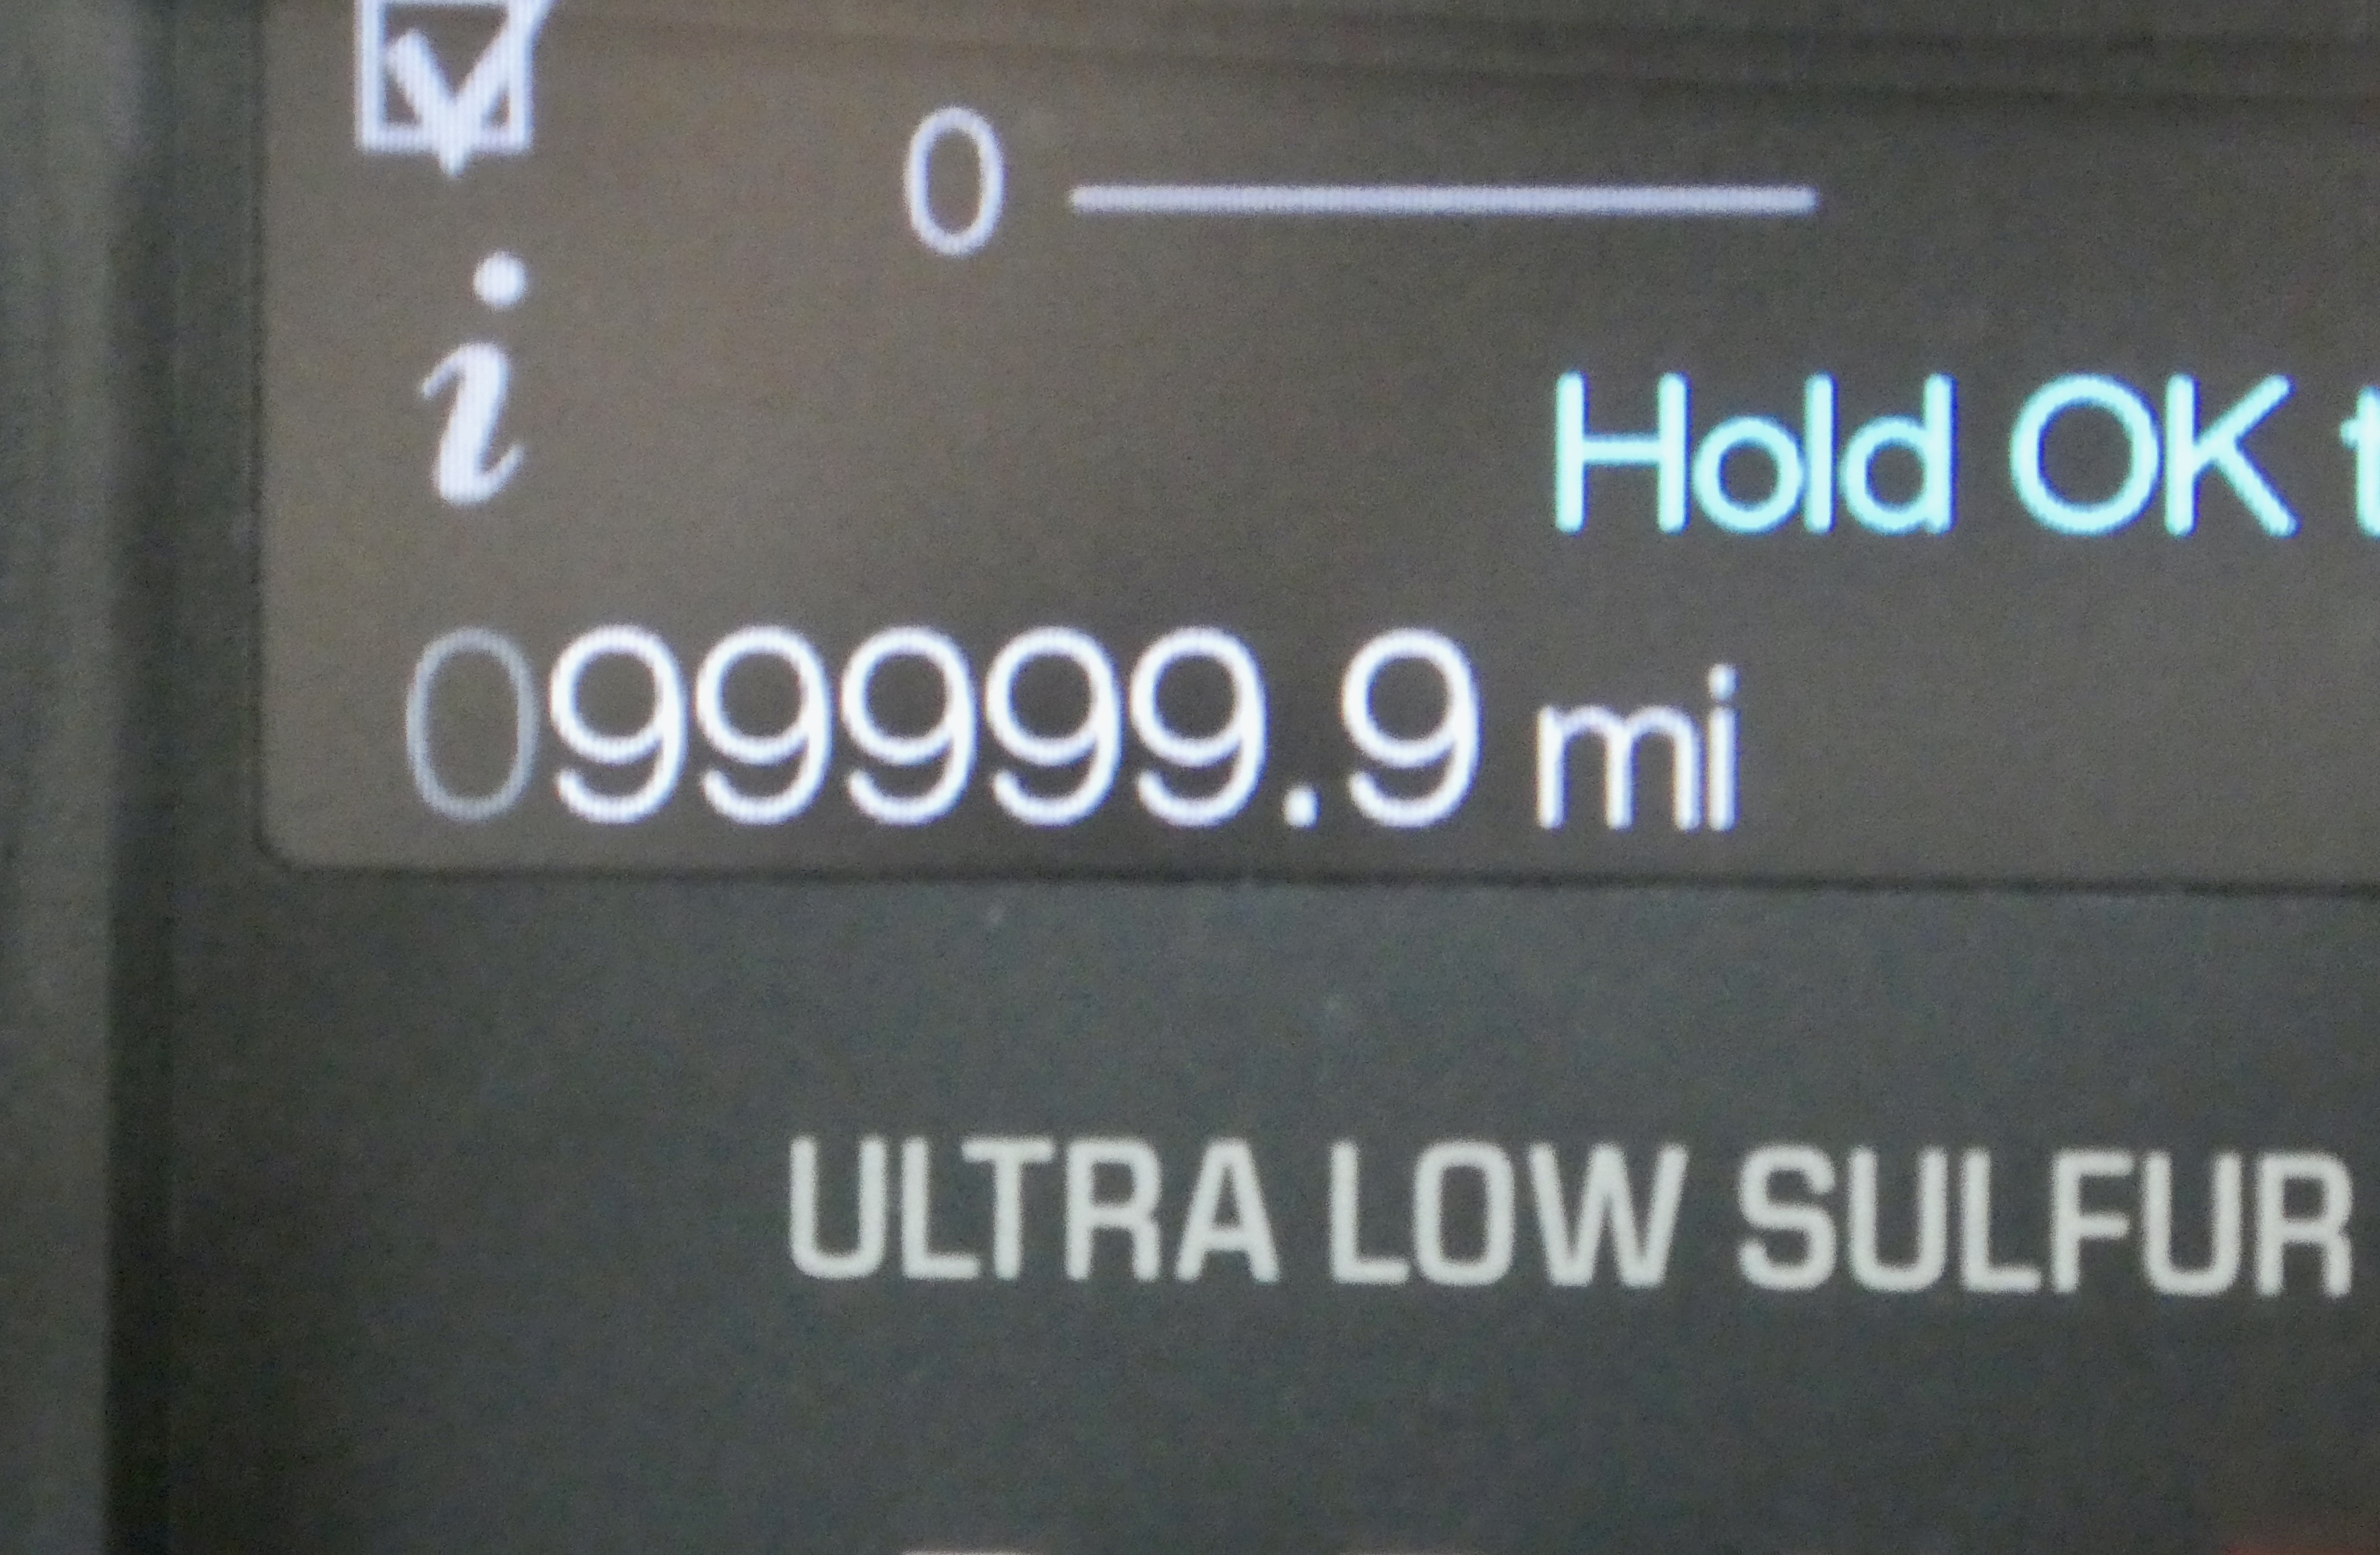 0
i
Hold OK t
099999.9 mi
ULTRA LOW SULFUR